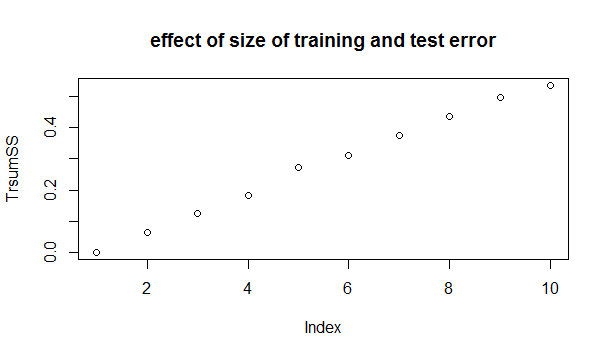 effect of size of training and test error
TrsumSS
0.4
0.2
0.0
2 4 6 8 10
Index